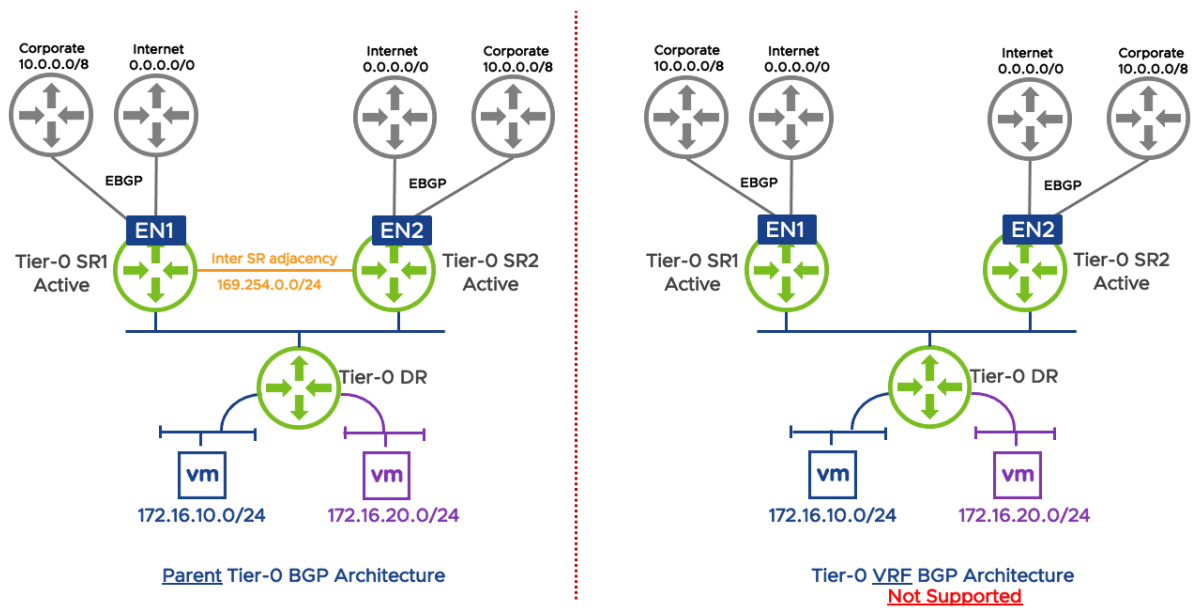 Corporate
10.0.0.0/8
Internet
0.0.0.0/0
Internet
0.0.0.0/0
Corporate
10.0.0.0/8
EBGP
EBGP
EN1
EN2
Tier-0 SR1
Active
Inter SR adjacency
169.254.0.0/24
Tier-0 SR2
Active
Tier-0 DR
vm
vm
172.16.10.0/24
172.16.20.0/24
Parent Tier-0 BGP Architecture
Corporate
10.0.0.0/8
Internet
0.0.0.0/0
Internet
0.0.0.0/0
Corporate
10.0.0.0/8
EBGP
EBGP
EN1
EN2
Tier-0 SR1
Active
Tier-0 SR2
Active
Tier-0 DR
vm
vm
172.16.10.0/24
172.16.20.0/24
Tier-0 VRF BGP Architecture
Not Supported